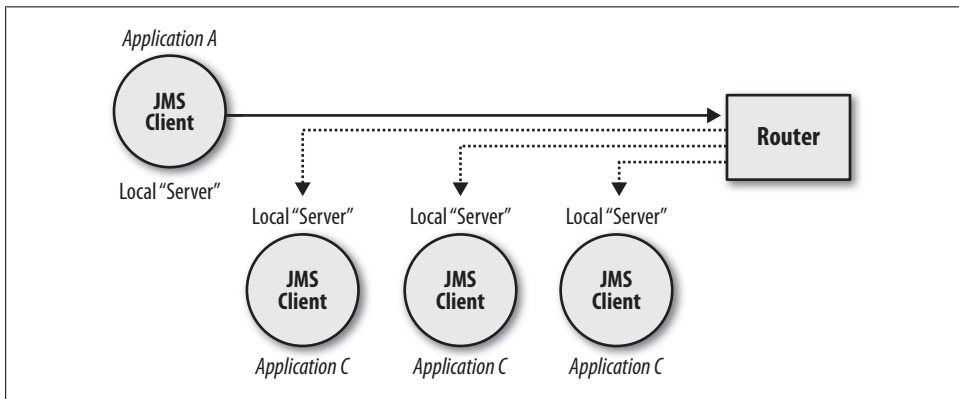 Application A
JMS
Client
Router
Local “Server”
Local “Server”
Local “Server”
Local “Server”
JMS
Client
JMS
Client
JMS
Client
Application C
Application C
Application C